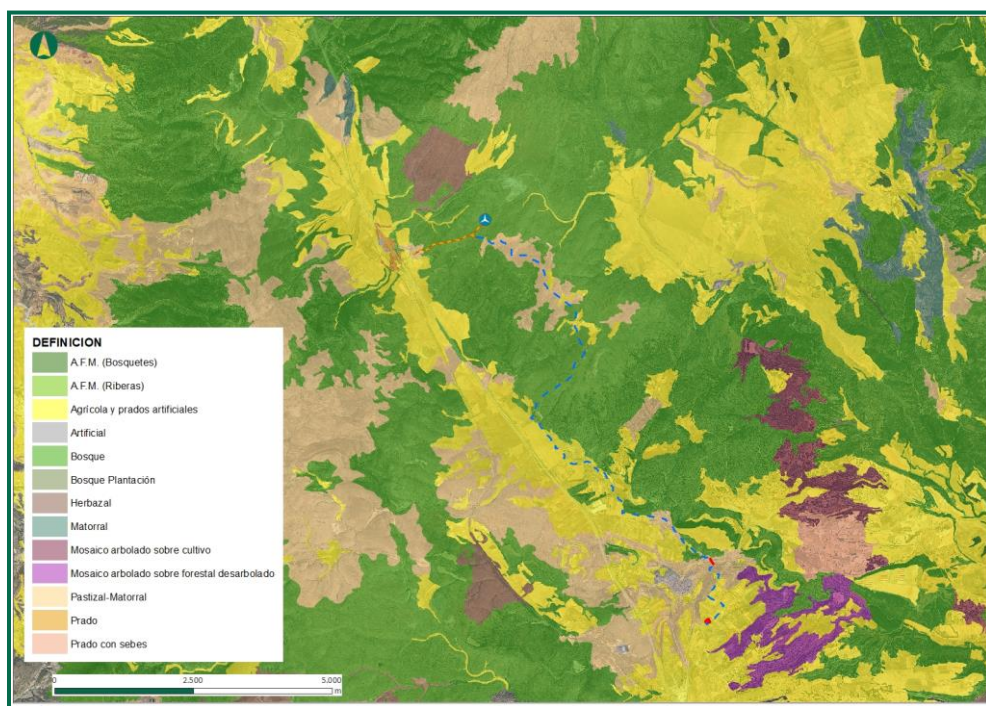 DEFINICION
A.F.M. (Bosquetes)
A.F.M. (Riberas)
Agrícola y prados artificiales
Artificial
Bosque
Bosque Plantación
Herbazal
Matorral
Mosaico arbolado sobre cultivo
Mosaico arbolado sobre forestal desarbolado
Pastizal-Matorral
Prado
Prado con sebes
0 2.500 5.000
m